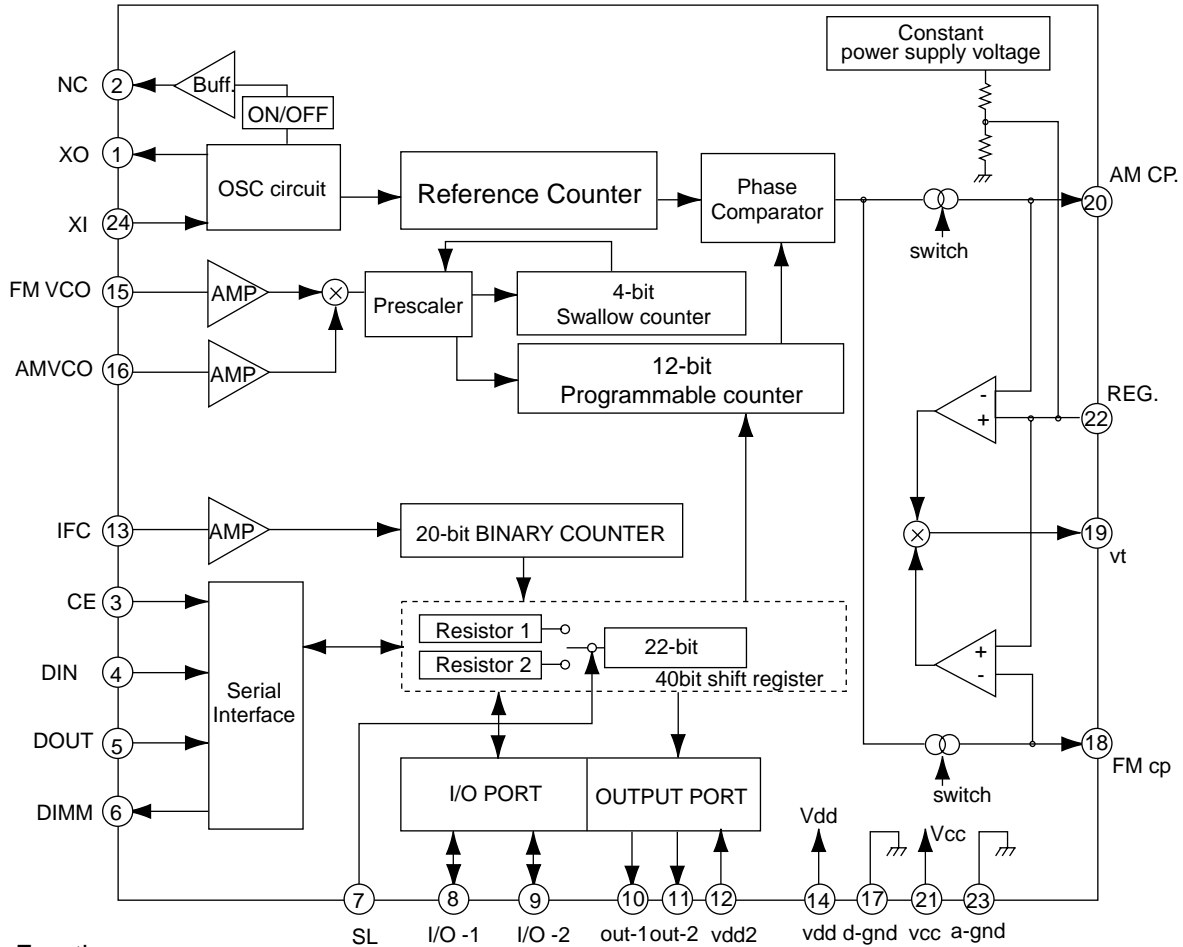 Constant
power supply voltage
NC
2
Buff.
ON/OFF
XO
1
OSC circuit
Reference Counter
Phase
Comparator
AM CP.
20
XI
24
switch
FM VCO
15
AMP
Prescaler
4-bit
Swallow counter
AMVCO
16
AMP
12-bit
Programmable counter
-
+
REG.
22
IFC
13
AMP
20-bit BINARY COUNTER
19
vt
CE
3
Resistor 1
22-bit
Resistor 2
40bit shift register
DIN
4
Serial
Interface
+
-
DOUT
5
18
FM cp
I/O PORT
OUTPUT PORT
switch
DIMM
6
Vdd
Vcc
7
8
9
10
11
12
14
17
21
23
SL
I/O -1
I/O -2
out-1
out-2
vdd2
vdd
d-gnd
vcc
a-gnd